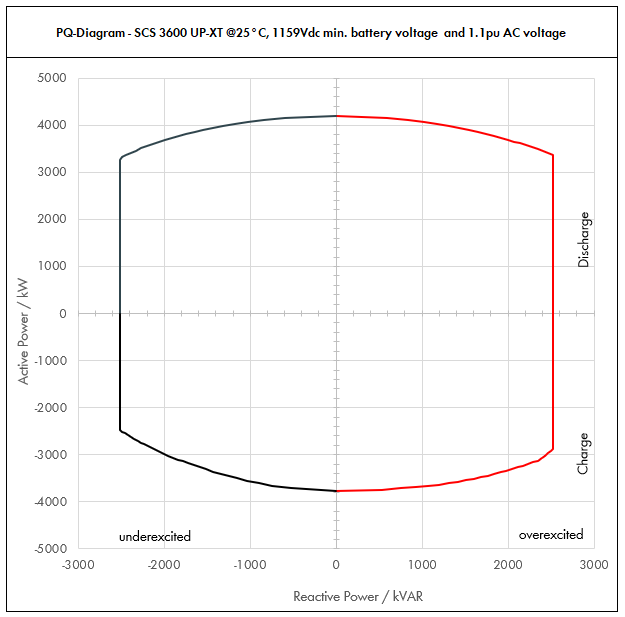 PQ-Diagram - SCS 3600 UP-XT @25°C, 1159Vdc min. battery voltage and 1.1pu AC voltage
5000
4000
3000
2000
1000
0
-1000
-2000
-3000
-4000
-5000
Active Power / kW
Discharge
Charge
underexcited
overexcited
-3000 -2000 -1000 0 1000 2000 3000
Reactive Power / kVAR